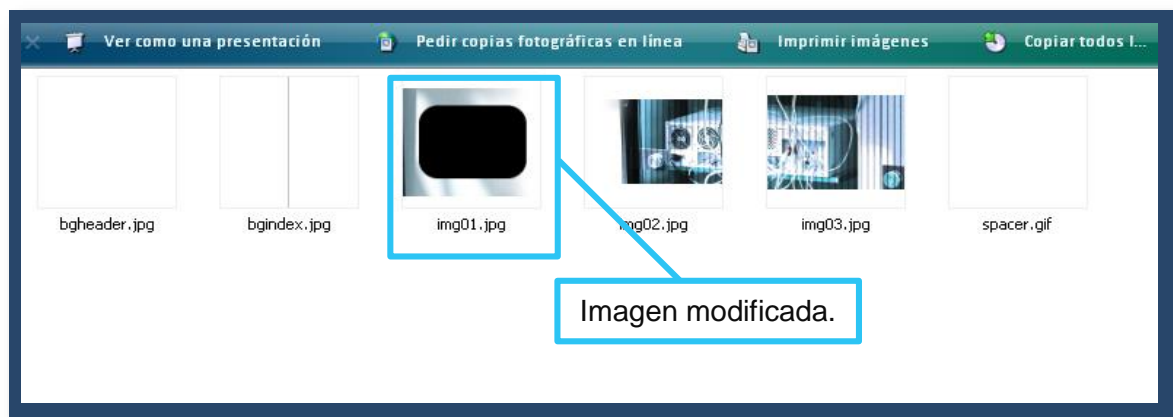 Ver como una presentación Pedir copias fotográficas en línea Imprimir imágenes Copiar todos l...
bgheader.jpg bgindex.jpg img01.jpg img02.jpg img03.jpg spacer.gif
Imagen modificada.